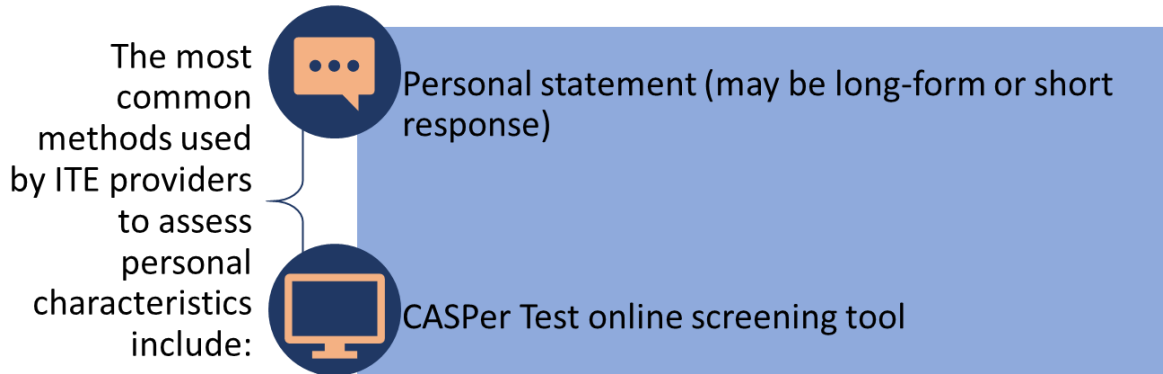 The most
common
methods used
by ITE providers
to assess
personal
characteristics
include:
Personal statement (may be long-form or short
response)
CASPer Test online screening tool